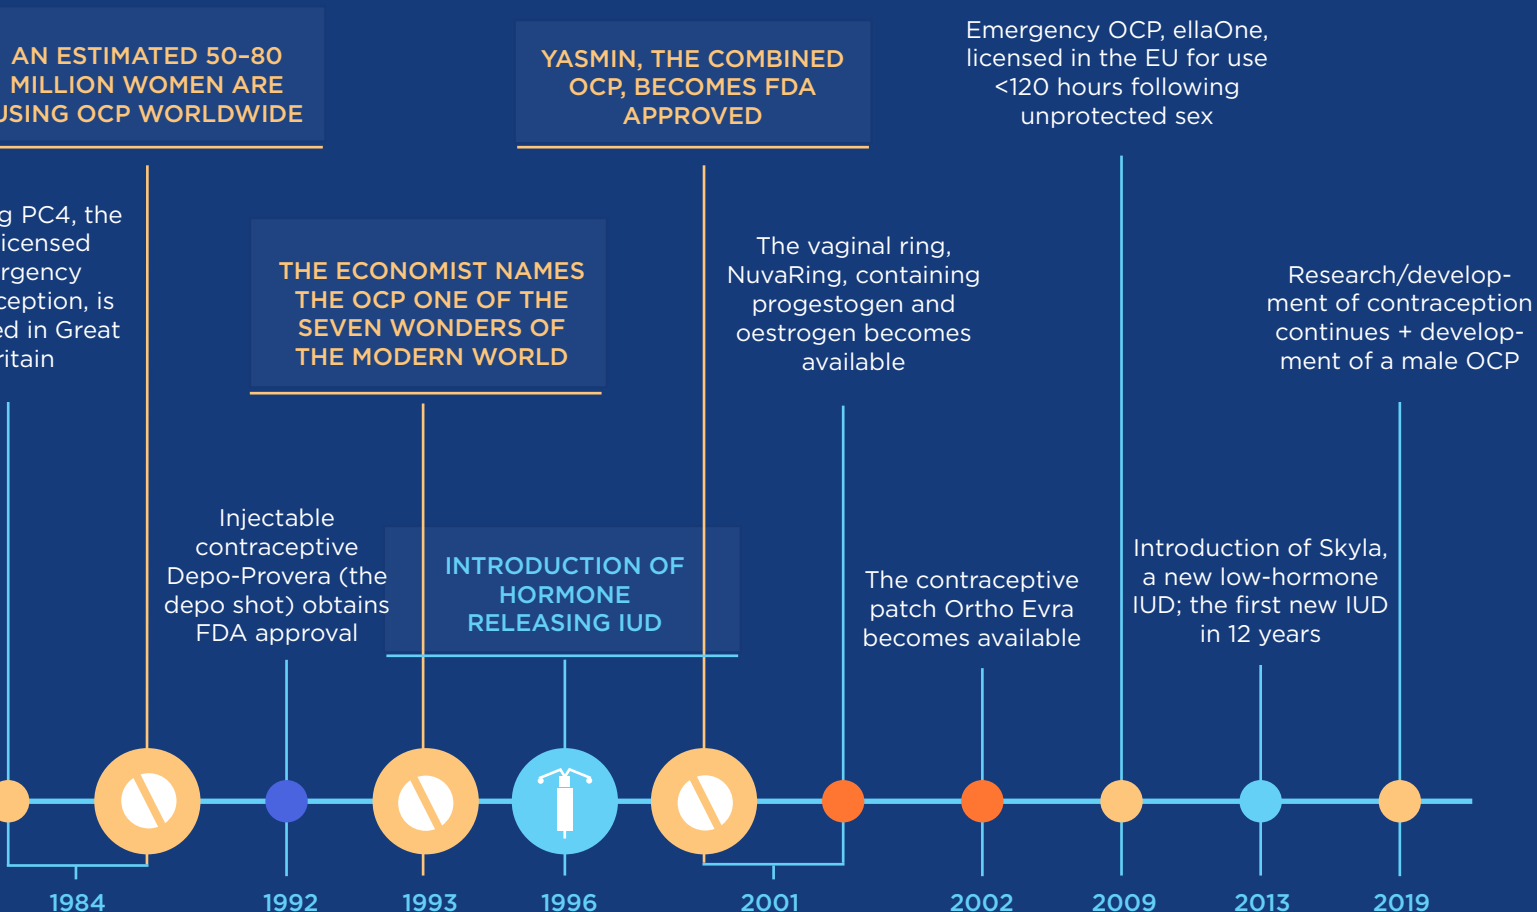 AN ESTIMATED 50–80
MILLION WOMEN ARE
USING OCP WORLDWIDE
YASMIN, THE COMBINED
OCP, BECOMES FDA
APPROVED
Emergency OCP, ellaOne,
licensed in the EU for use
<120 hours following
unprotected sex
PC4, the
is
in Great
THE ECONOMIST NAMES
THE OCP ONE OF THE
SEVEN WONDERS OF
THE MODERN WORLD
The vaginal ring,
NuvaRing, containing
progestogen and
oestrogen becomes
available
Research/develop-
ment of contraception
continues + develop-
ment of a male OCP
Injectable
contraceptive
Depo-Provera (the
depo shot) obtains
FDA approval
INTRODUCTION OF
HORMONE
RELEASING IUD
The contraceptive
patch Ortho Evra
becomes available
Introduction of Skyla,
a new low-hormone
IUD; the first new IUD
in 12 years
1984
1992
1993
1996
2001
2002
2009
2013
2019